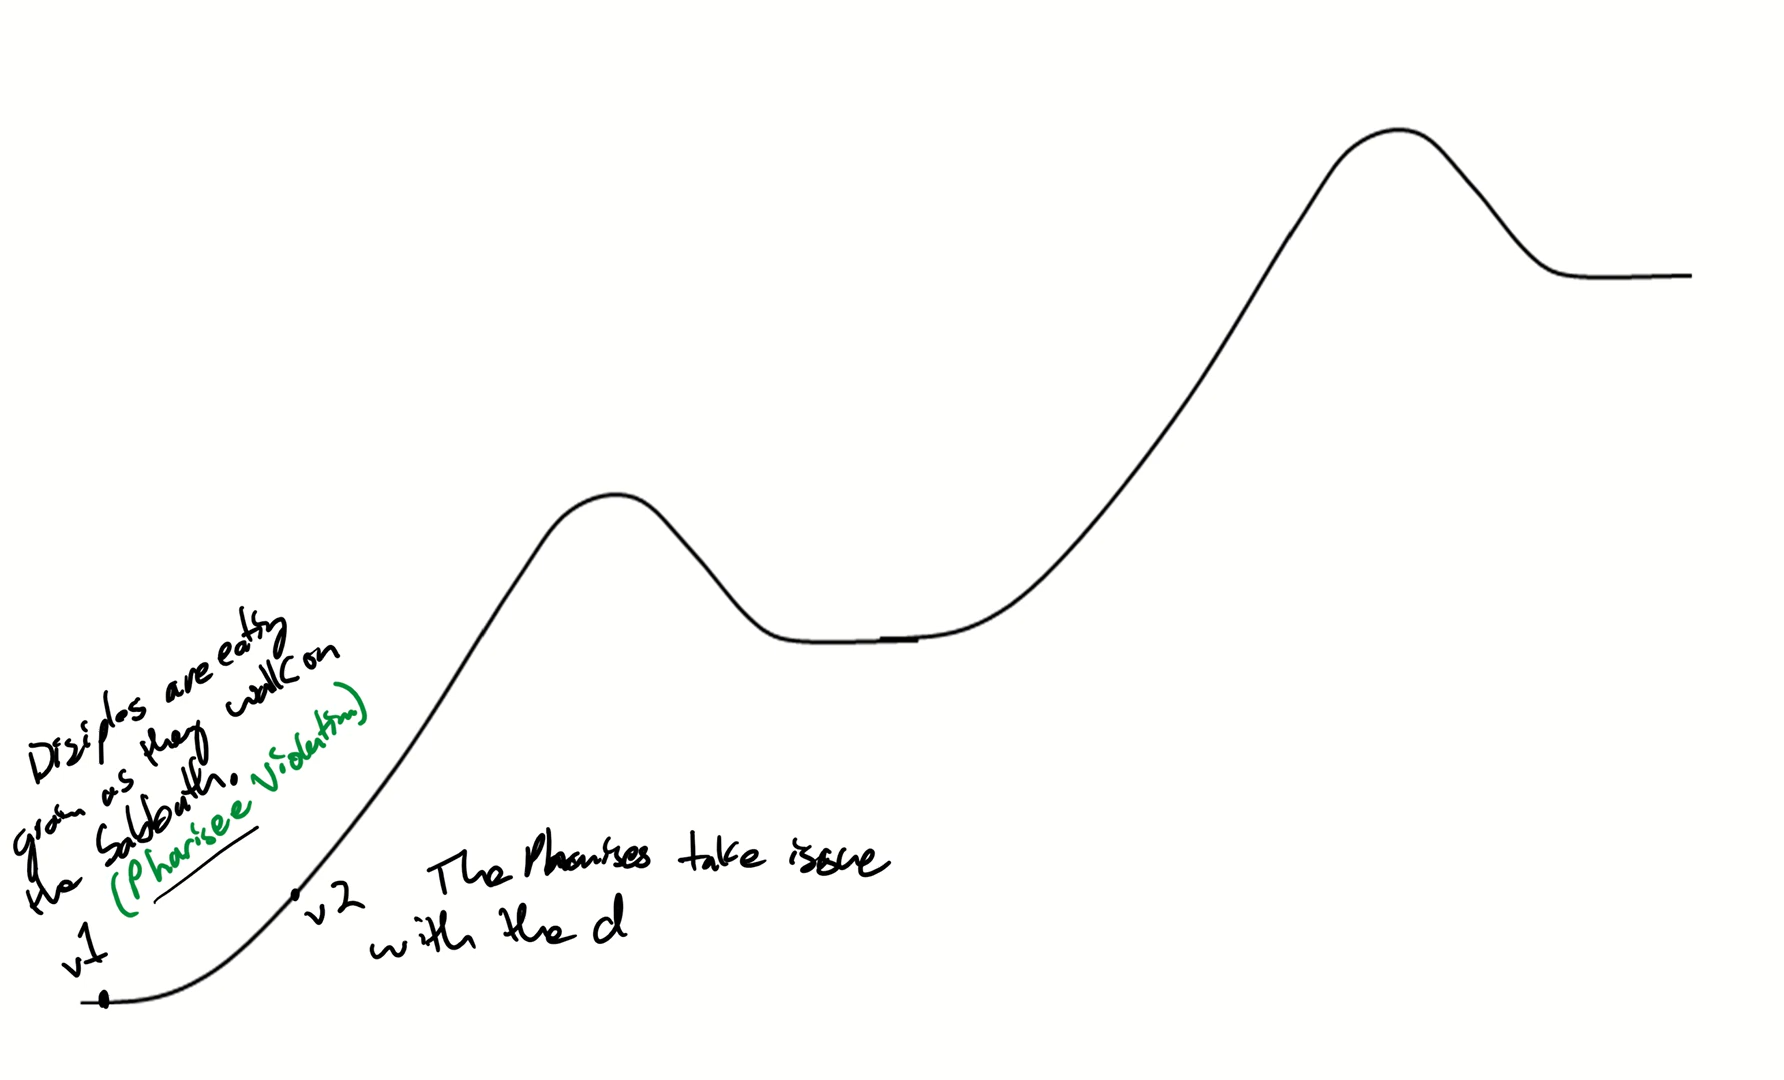 Disiples are eating
grain as they walk on
the Sabbath.
(Pharisee violation)
v1
v2 The Pharises take issue
with the d